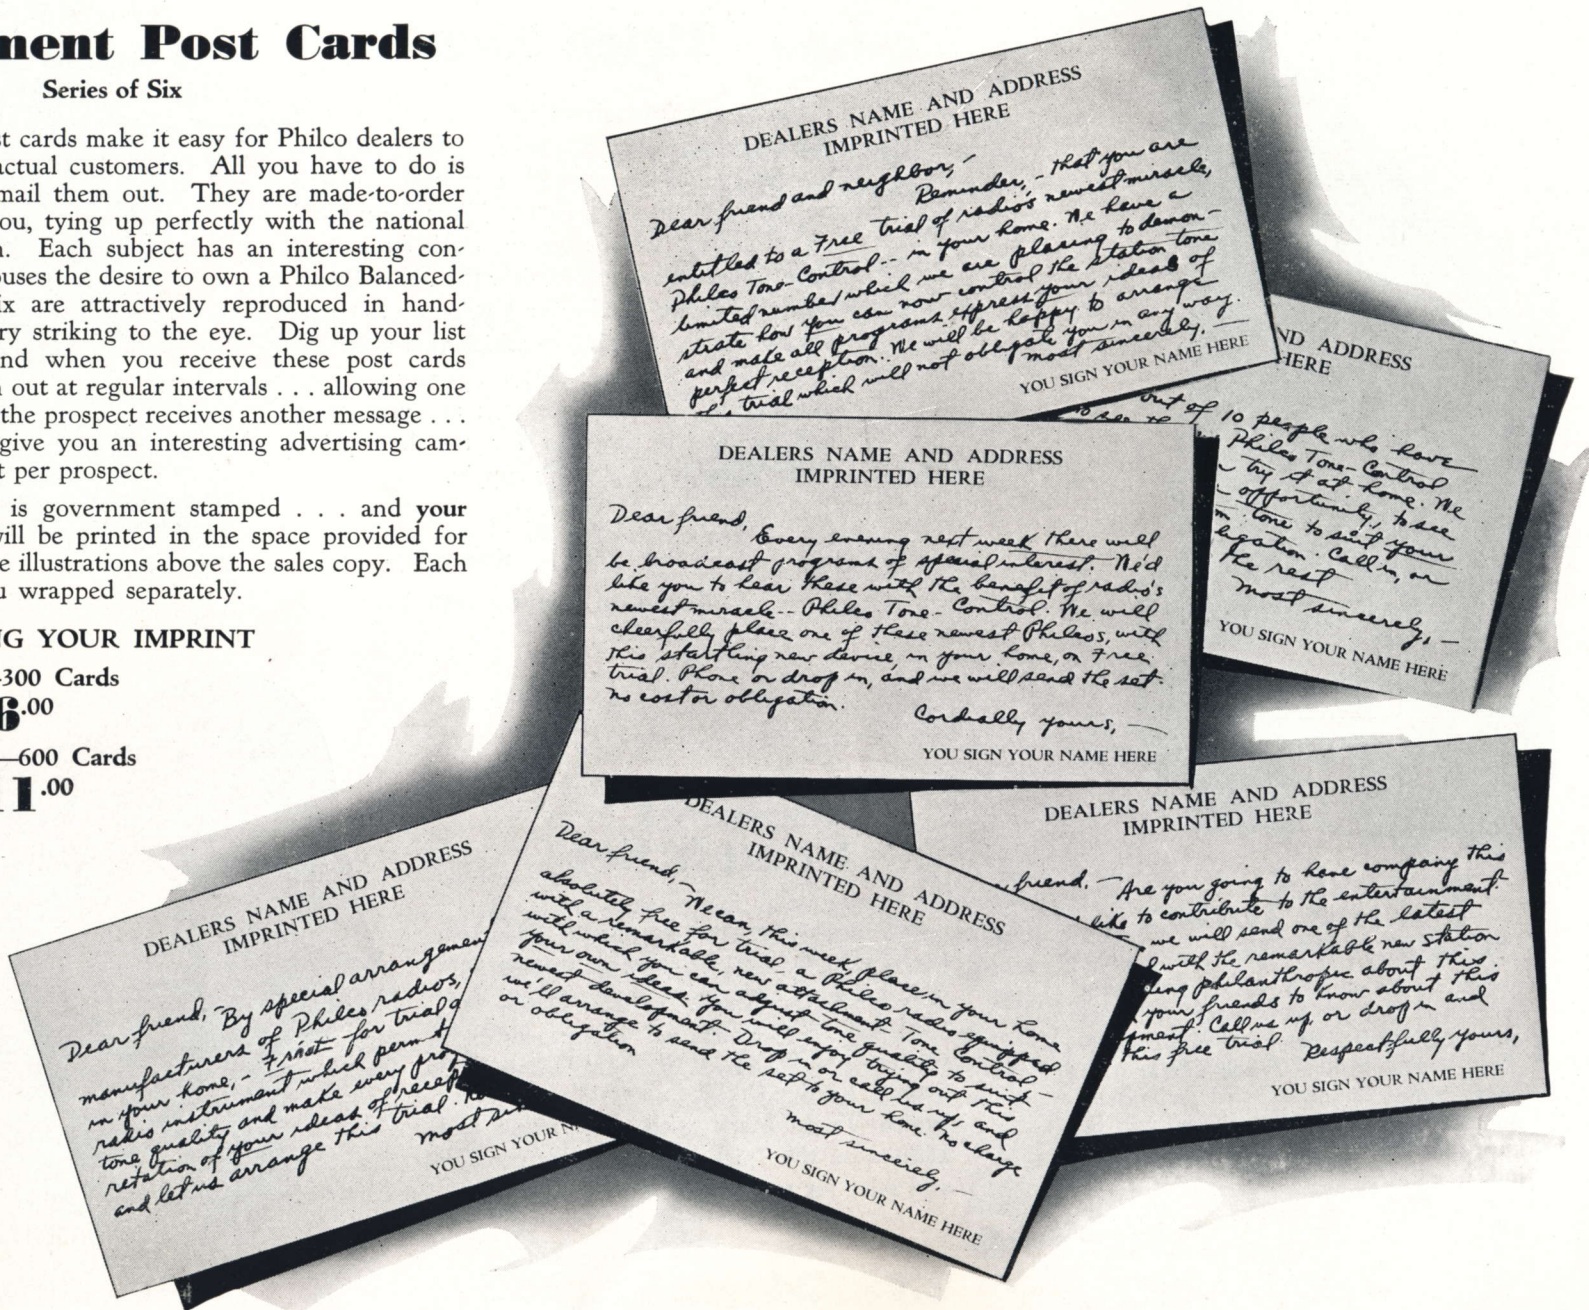 ment Post Cards
Series of Six
st cards make it easy for Philco dealers to
actual customers. All you have to do is
mail them out. They are made-to-order
ou, tying up perfectly with the national
n. Each subject has an interesting con-
ouses the desire to own a Philco Balanced-
ix are attractively reproduced in hand-
ry striking to the eye. Dig up your list
nd when you receive these post cards
n out at regular intervals . . . allowing one
the prospect receives another message . . .
give you an interesting advertising cam-
t per prospect.
is government stamped . . . and your
will be printed in the space provided for
e illustrations above the sales copy. Each
u wrapped separately.
NG YOUR IMPRINT
-300 Cards
6.00
—600 Cards
11.00
DEALERS NAME AND ADDRESS
IMPRINTED HERE
Dear friend and neighbor,-
Reminder,- that you are
entitled to a Free trial of radio's newest miracle,
Philco Tone-Control -- in your home. We have a
limited number which we are placing to demon-
strate how you can now control the station tone
and make all programs express your ideas of
perfect reception. We will be happy to arrange
trial which will not obligate you in any way.
most sincerely, —
YOU SIGN YOUR NAME HERE
ND ADDRESS
HERE
out of 10 people who have
Philco Tone-Control
try it at home. We
opportunity, to see
tone to suit your
location. Call in, or
the rest
most sincerely, —
YOU SIGN YOUR NAME HERE
DEALERS NAME AND ADDRESS
IMPRINTED HERE
Dear friend,
Every evening next week there will
be broadcast programs of special interest. We'd
like you to hear these with the benefit of radio's
newest miracle -- Philco Tone-Control. We will
cheerfully place one of these newest Philcos, with
this startling new device, in your home, on Free
trial. Phone or drop in, and we will send the set-
no cost or obligation.
Cordially yours, —
YOU SIGN YOUR NAME HERE
DEALERS NAME AND ADDRESS
IMPRINTED HERE
friend, — Are you going to have company this
like to contribute to the entertainment.
we will send one of the latest
with the remarkable new station
ing philanthropic about this.
your friends to know about this
pment. Call us up, or drop in and
this free trial.
Respectfully yours,
YOU SIGN YOUR NAME HERE
DEALERS NAME AND ADDRESS
IMPRINTED HERE
Dear friend,-
We can, this week, place in your home
absolutely free for trial, a Philco radio equipped
with a remarkable, new attachment Tone Control
with which you can adjust tone quality to suit
your own ideas. You will enjoy trying out this
newest development. Drop in or call us up, and
we'll arrange to send the set to your home. No charge
or obligation
most sincerely, —
YOU SIGN YOUR NAME HERE
DEALERS NAME AND ADDRESS
IMPRINTED HERE
Dear friend,- By special arrangement
manufacturers of Philco radios,
in your home,- for trial
radio instrument which permit
tone quality and make every prog
retation of your ideas of recep
and let us arrange this trial.
most sin
YOU SIGN YOUR N